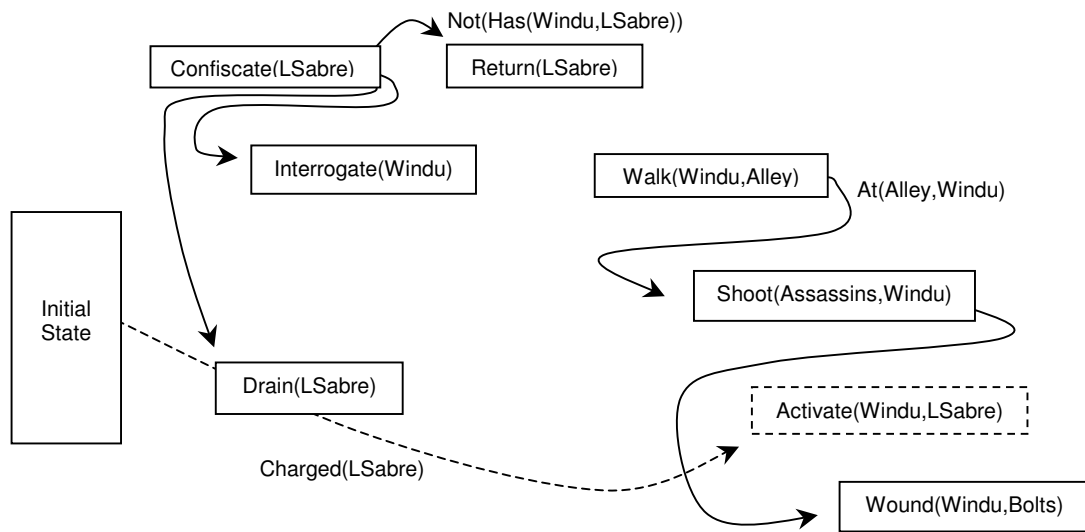 Not(Has(Windu,LSabre))
Confiscate(LSabre)
Return(LSabre)
Interrogate(Windu)
Walk(Windu,Alley)
At(Alley,Windu)
Initial
State
Shoot(Assassins,Windu)
Drain(LSabre)
Activate(Windu,LSabre)
Charged(LSabre)
Wound(Windu,Bolts)